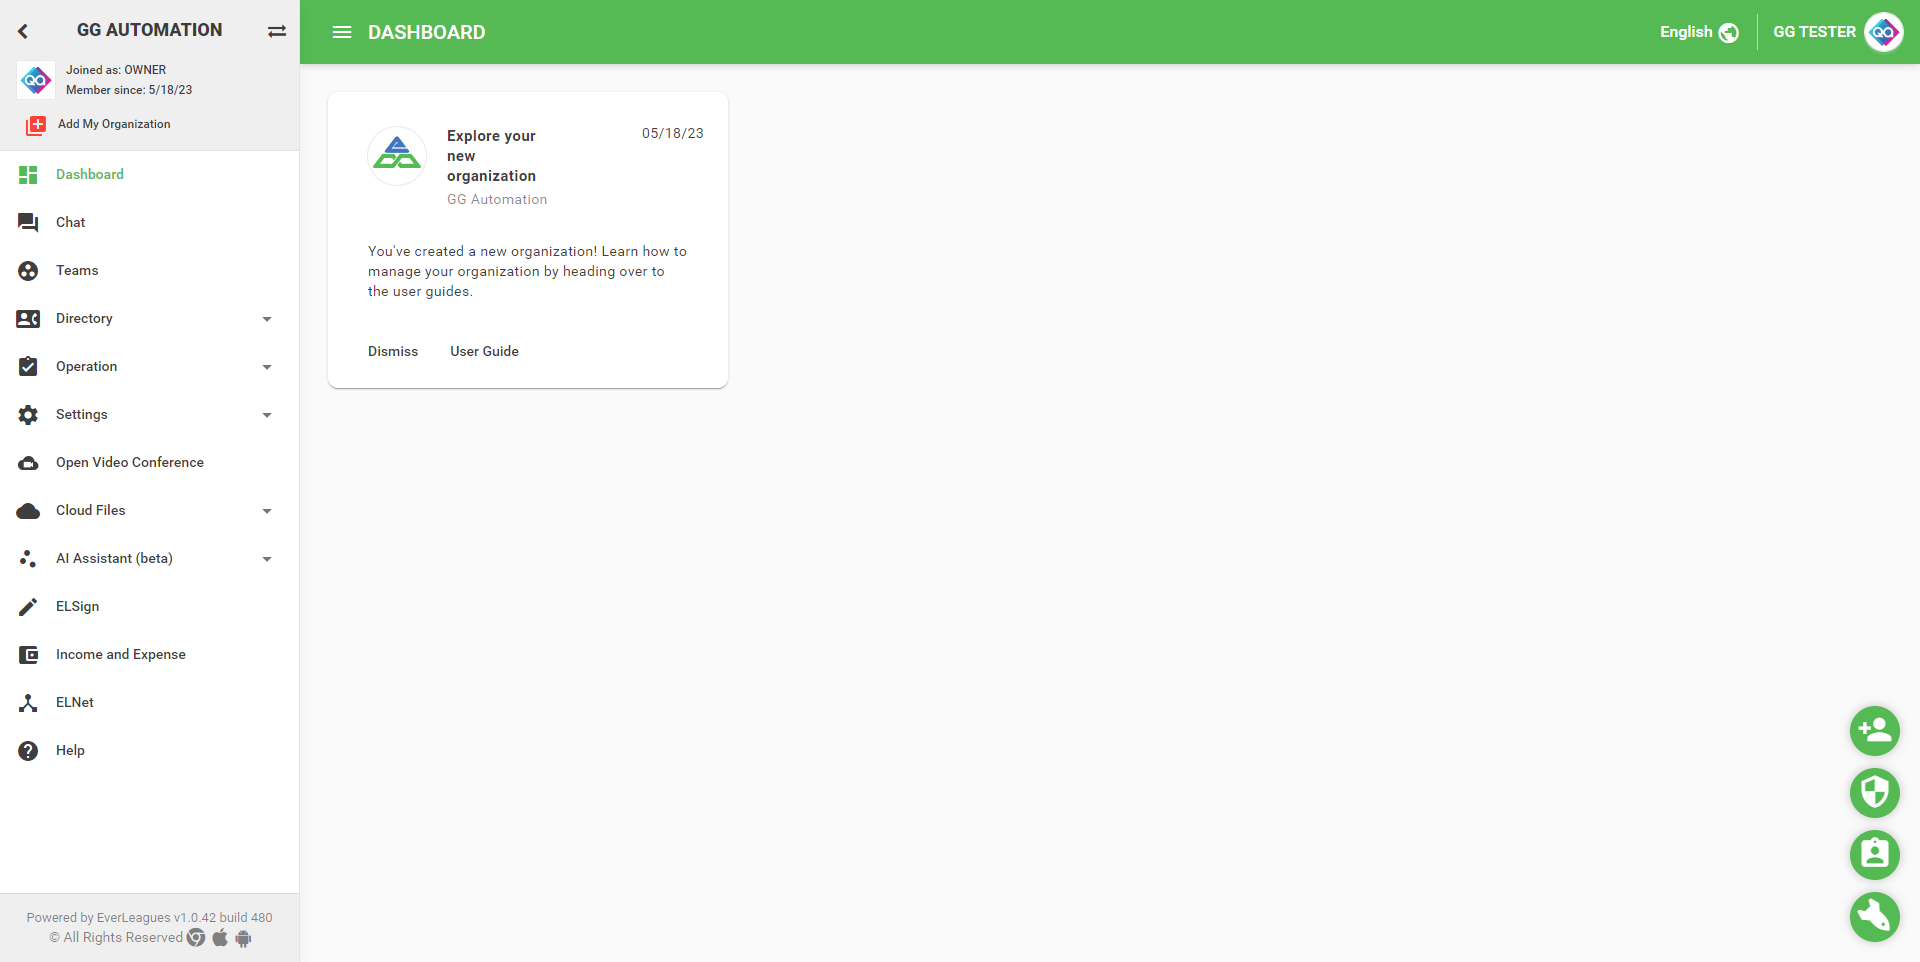 GG AUTOMATION
Joined as: OWNER
Member since: 5/18/23
Add My Organization
Dashboard
Chat
Teams
Directory
Operation
Settings
Open Video Conference
Cloud Files
AI Assistant (beta)
ELSign
Income and Expense
ELNet
Help
Powered by EverLeagues v1.0.42 build 480
© All Rights Reserved
DASHBOARD
English
GG TESTER
Explore your
new
organization
05/18/23
GG Automation
You've created a new organization! Learn how to
manage your organization by heading over to
the user guides.
Dismiss
User Guide